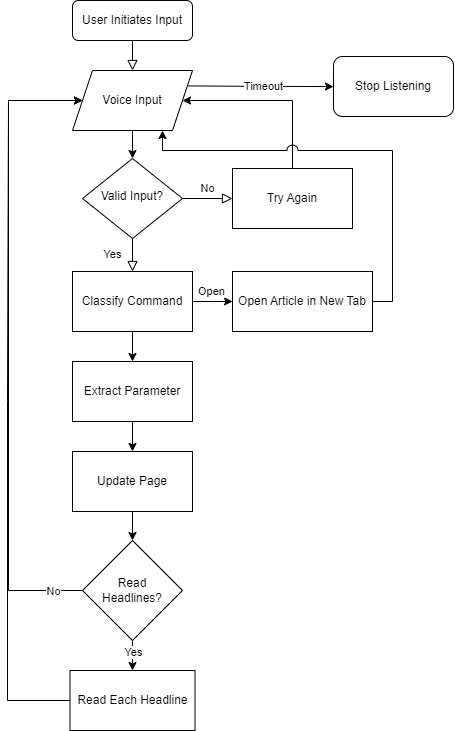 User Initiates Input
Voice Input
Timeout
Stop Listening
Valid Input?
No
Try Again
Yes
Classify Command
Open
Open Article in New Tab
Extract Parameter
Update Page
Read
Headlines?
No
Yes
Read Each Headline